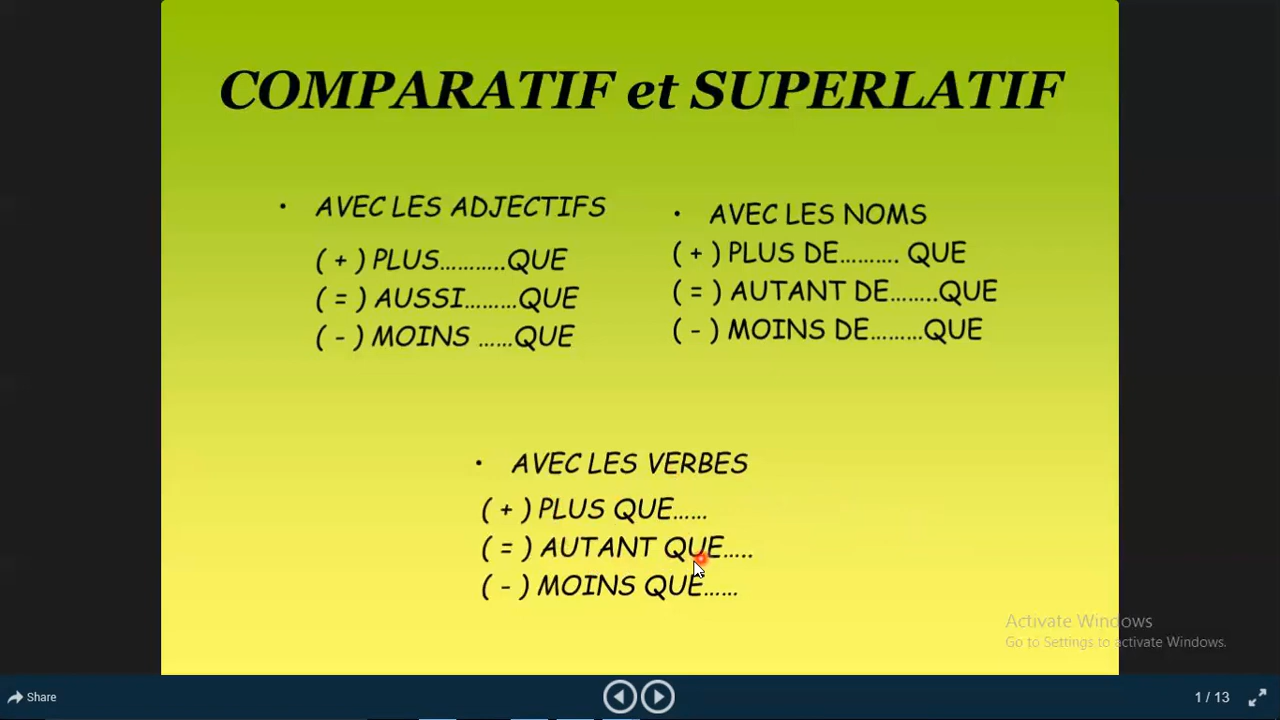 COMPARATIF et SUPERLATIF
• AVEC LES ADJECTIFS
( + ) PLUS………..QUE
( = ) AUSSI………QUE
( - ) MOINS ……QUE
• AVEC LES NOMS
( + ) PLUS DE………. QUE
( = ) AUTANT DE……..QUE
( - ) MOINS DE………QUE
• AVEC LES VERBES
( + ) PLUS QUE……
( = ) AUTANT QUE…..
( - ) MOINS QUE……
Activate Windows
Go to Settings to activate Windows.
Share
1 / 13